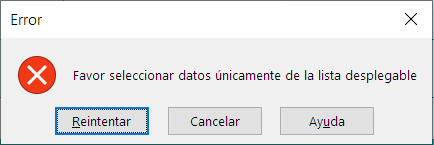 Error
Favor seleccionar datos únicamente de la lista desplegable
Reintentar Cancelar Ayuda